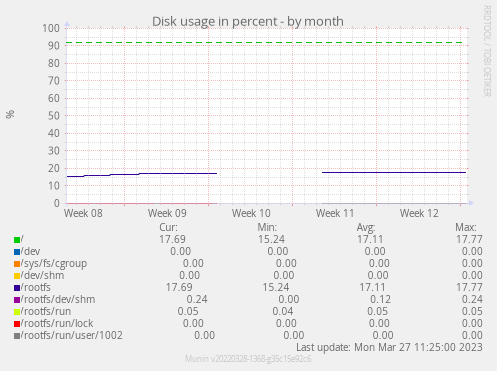 Disk usage in percent - by month
RRDTOOL / TOBI OETIKER
100
90
80
70
60
50
40
30
20
10
0
%
Week 08 Week 09 Week 10 Week 11 Week 12
Cur: Min: Avg: Max:
/ 17.69 15.24 17.11 17.77
/dev 0.00 0.00 0.00 0.00
/sys/fs/cgroup 0.00 0.00 0.00 0.00
/dev/shm 0.00 0.00 0.00 0.00
/rootfs 17.69 15.24 17.11 17.77
/rootfs/dev/shm 0.24 0.00 0.12 0.24
/rootfs/run 0.05 0.04 0.05 0.05
/rootfs/run/lock 0.00 0.00 0.00 0.00
/rootfs/run/user/1002 0.00 0.00 0.00 0.00
Last update: Mon Mar 27 11:25:00 2023
Munin v20220328-1368-g35c15e92c6